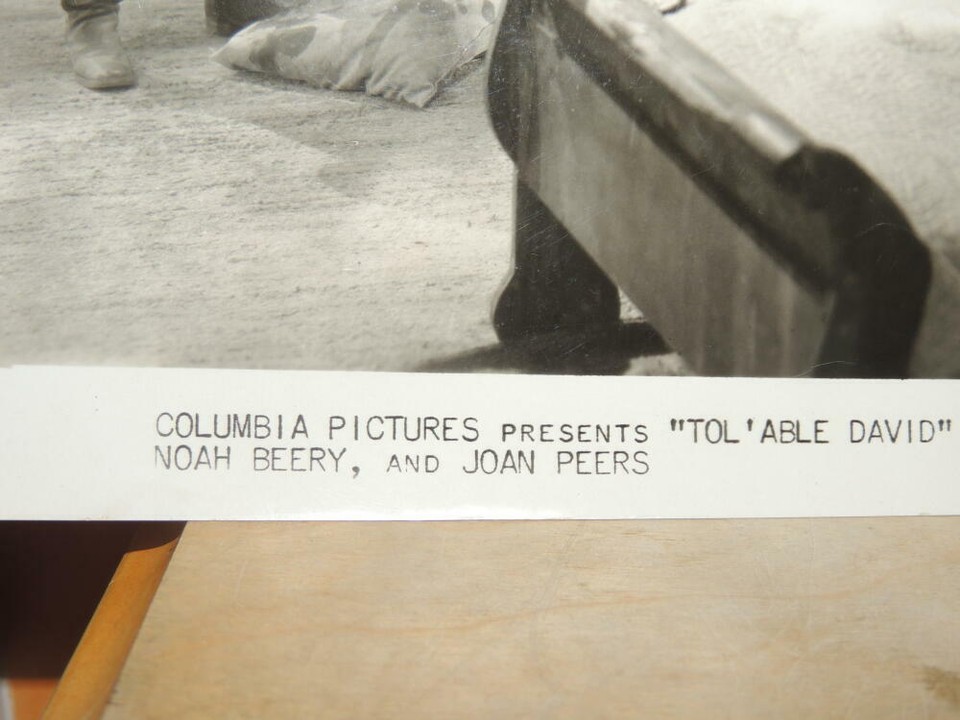 COLUMBIA PICTURES PRESENTS "TOL'ABLE DAVID"
NOAH BEERY, AND JOAN PEERS